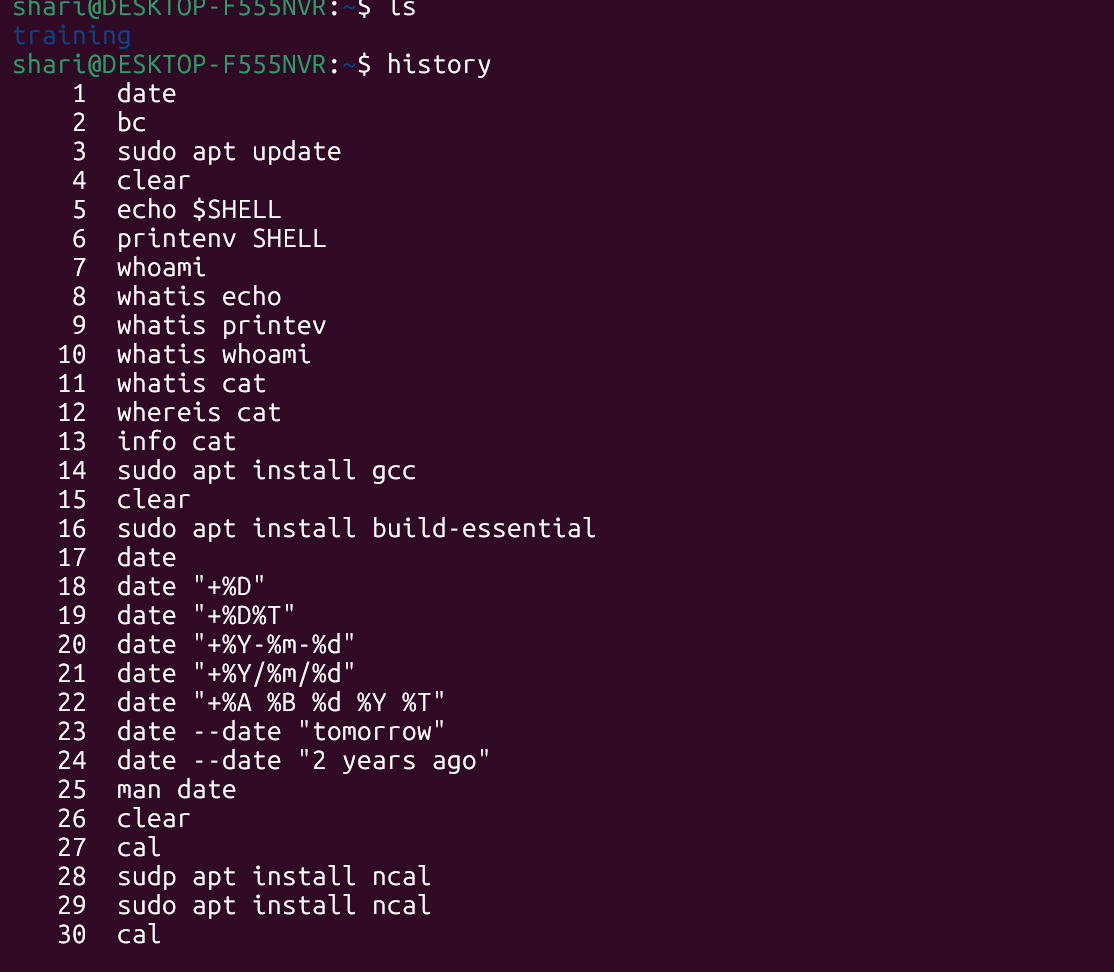 shari@DESKTOP-F555NVR:~$ ls
training
shari@DESKTOP-F555NVR:~$ history
1 date
2 bc
3 sudo apt update
4 clear
5 echo $SHELL
6 printenv SHELL
7 whoami
8 whatis echo
9 whatis printev
10 whatis whoami
11 whatis cat
12 whereis cat
13 info cat
14 sudo apt install gcc
15 clear
16 sudo apt install build-essential
17 date
18 date "+%D"
19 date "+%D%T"
20 date "+%Y-%m-%d"
21 date "+%Y/%m/%d"
22 date "+%A %B %d %Y %T"
23 date --date "tomorrow"
24 date --date "2 years ago"
25 man date
26 clear
27 cal
28 sudp apt install ncal
29 sudo apt install ncal
30 cal